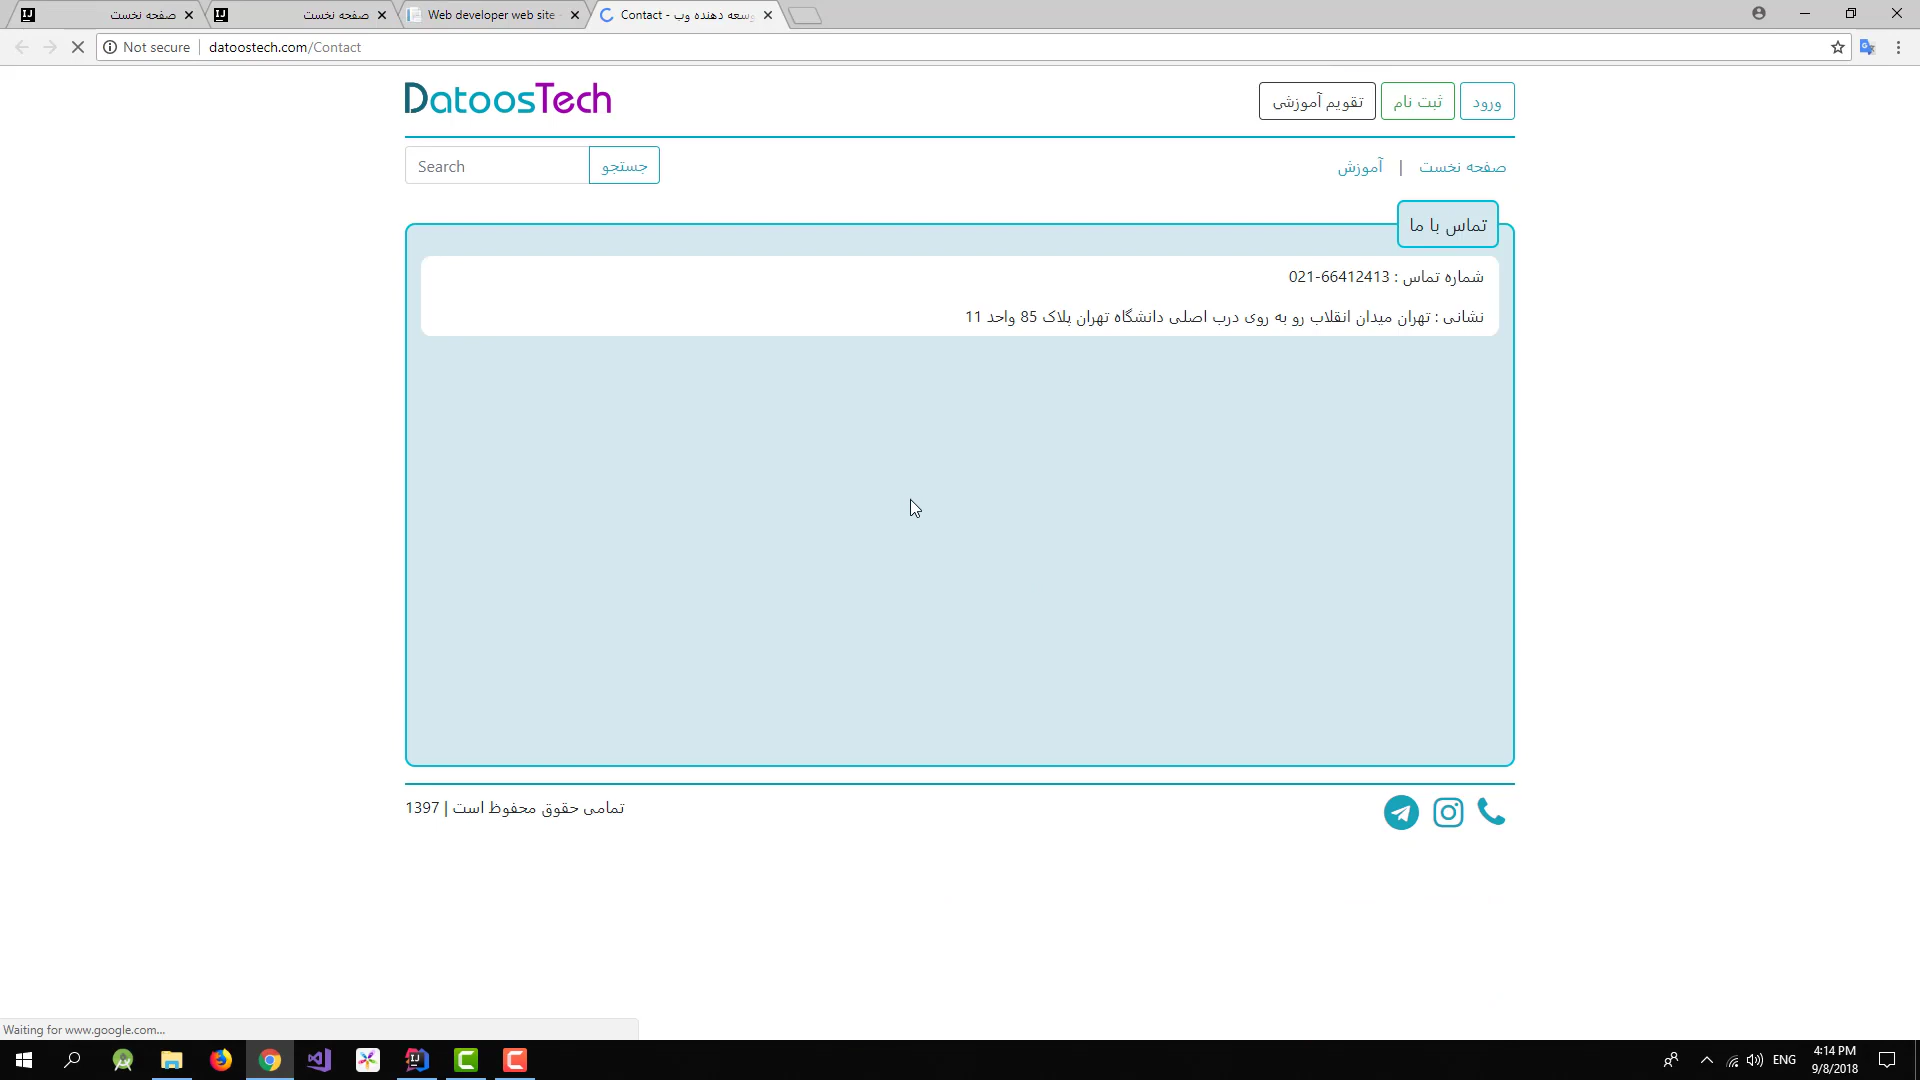 صفحه نخست
صفحه نخست
Web developer web site
Contact - توسعه دهنده وب
Not secure
datoostech.com/Contact
DatoosTech
تقویم آموزشی
ثبت نام
ورود
Search
جستجو
صفحه نخست | آموزش
تماس با ما
شماره تماس : 66412413-021
نشانی : تهران میدان انقلاب رو به روی درب اصلی دانشگاه تهران پلاک 85 واحد 11
تمامی حقوق محفوظ است | 1397
Waiting for www.google.com...
ENG
4:14 PM
9/8/2018